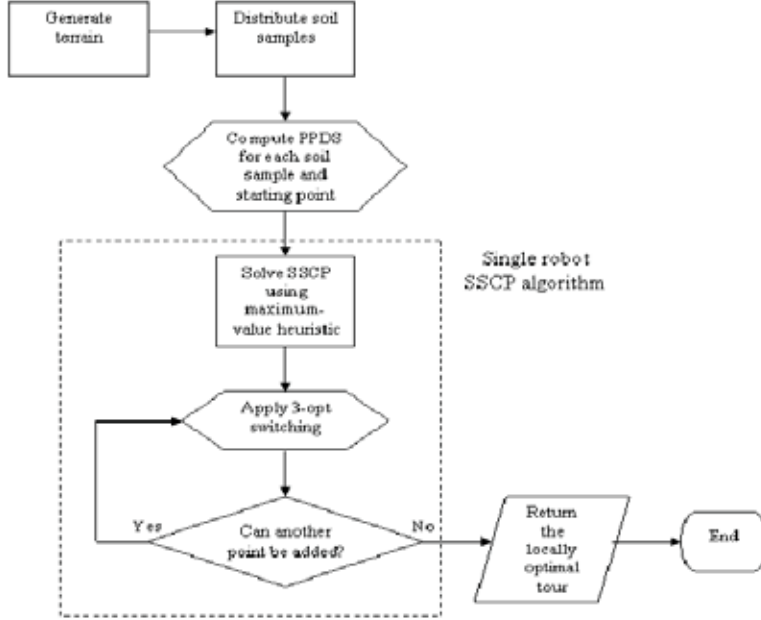 Generate
terrain
Distribute soil
samples
Compute PPDS
for each soil
sample and
starting point
Single robot
SSCP algorithm
Solve SSCP
using
maximum-
value heuristic
Apply 3-opt
switching
Yes
Can another
point be added?
No
Return
the
locally
optimal
tour
End